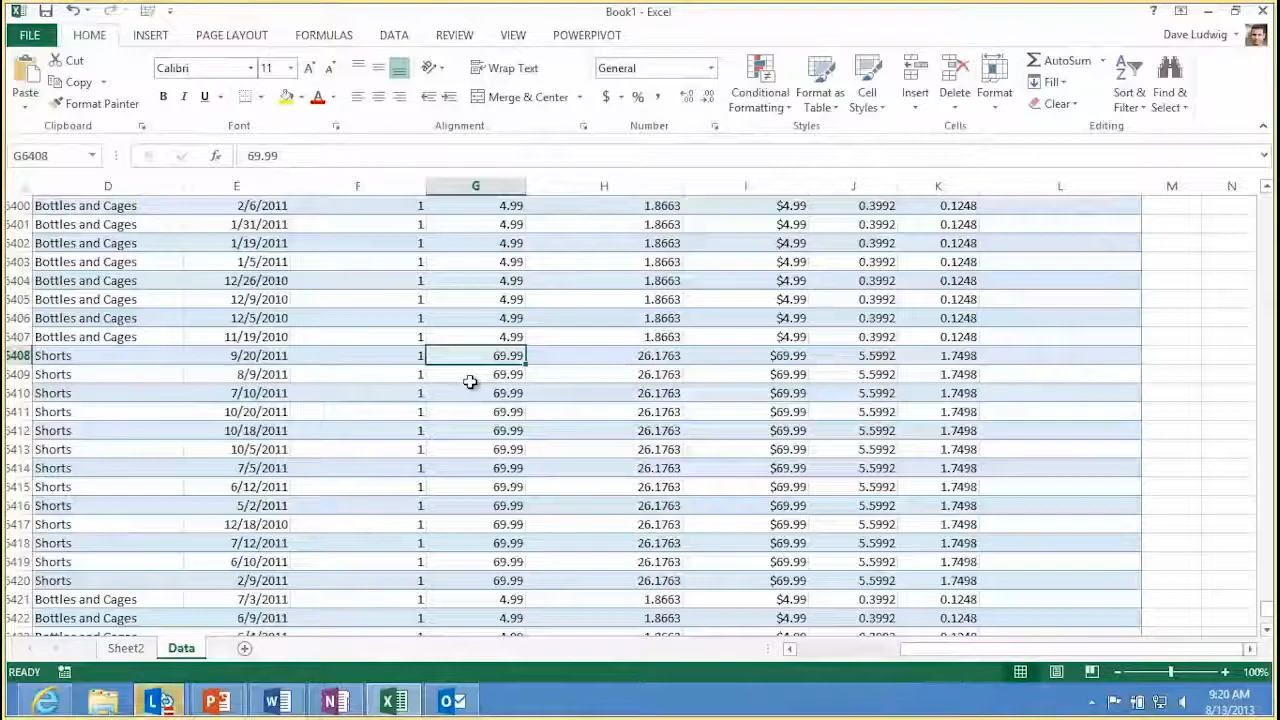 Book1 - Excel
?
FILE HOME INSERT PAGE LAYOUT FORMULAS DATA REVIEW VIEW POWERPIVOT Dave Ludwig
Paste Cut Copy Format Painter
Calibri 11
B I U A
Wrap Text
Merge & Center
General
$ % ,
Conditional Formatting Format as Table Cell Styles
Insert Delete Format
AutoSum Fill Clear
Sort & Filter Find & Select
Clipboard Font Alignment Number Styles Cells Editing
G6408 fx 69.99
D E F G H I J K L M N
6400 Bottles and Cages 2/6/2011 1 4.99 1.8663 $4.99 0.3992 0.1248
6401 Bottles and Cages 1/31/2011 1 4.99 1.8663 $4.99 0.3992 0.1248
6402 Bottles and Cages 1/19/2011 1 4.99 1.8663 $4.99 0.3992 0.1248
6403 Bottles and Cages 1/5/2011 1 4.99 1.8663 $4.99 0.3992 0.1248
6404 Bottles and Cages 12/26/2010 1 4.99 1.8663 $4.99 0.3992 0.1248
6405 Bottles and Cages 12/9/2010 1 4.99 1.8663 $4.99 0.3992 0.1248
6406 Bottles and Cages 12/5/2010 1 4.99 1.8663 $4.99 0.3992 0.1248
6407 Bottles and Cages 11/19/2010 1 4.99 1.8663 $4.99 0.3992 0.1248
6408 Shorts 9/20/2011 1 69.99 26.1763 $69.99 5.5992 1.7498
6409 Shorts 8/9/2011 1 69.99 26.1763 $69.99 5.5992 1.7498
6410 Shorts 7/10/2011 1 69.99 26.1763 $69.99 5.5992 1.7498
6411 Shorts 10/20/2011 1 69.99 26.1763 $69.99 5.5992 1.7498
6412 Shorts 10/18/2011 1 69.99 26.1763 $69.99 5.5992 1.7498
6413 Shorts 10/5/2011 1 69.99 26.1763 $69.99 5.5992 1.7498
6414 Shorts 7/5/2011 1 69.99 26.1763 $69.99 5.5992 1.7498
6415 Shorts 6/12/2011 1 69.99 26.1763 $69.99 5.5992 1.7498
6416 Shorts 5/2/2011 1 69.99 26.1763 $69.99 5.5992 1.7498
6417 Shorts 12/18/2010 1 69.99 26.1763 $69.99 5.5992 1.7498
6418 Shorts 7/12/2011 1 69.99 26.1763 $69.99 5.5992 1.7498
6419 Shorts 6/10/2011 1 69.99 26.1763 $69.99 5.5992 1.7498
6420 Shorts 2/9/2011 1 69.99 26.1763 $69.99 5.5992 1.7498
6421 Bottles and Cages 7/3/2011 1 4.99 1.8663 $4.99 0.3992 0.1248
6422 Bottles and Cages 6/9/2011 1 4.99 1.8663 $4.99 0.3992 0.1248
Sheet2 Data
READY 100%
9:20 AM
8/13/2013